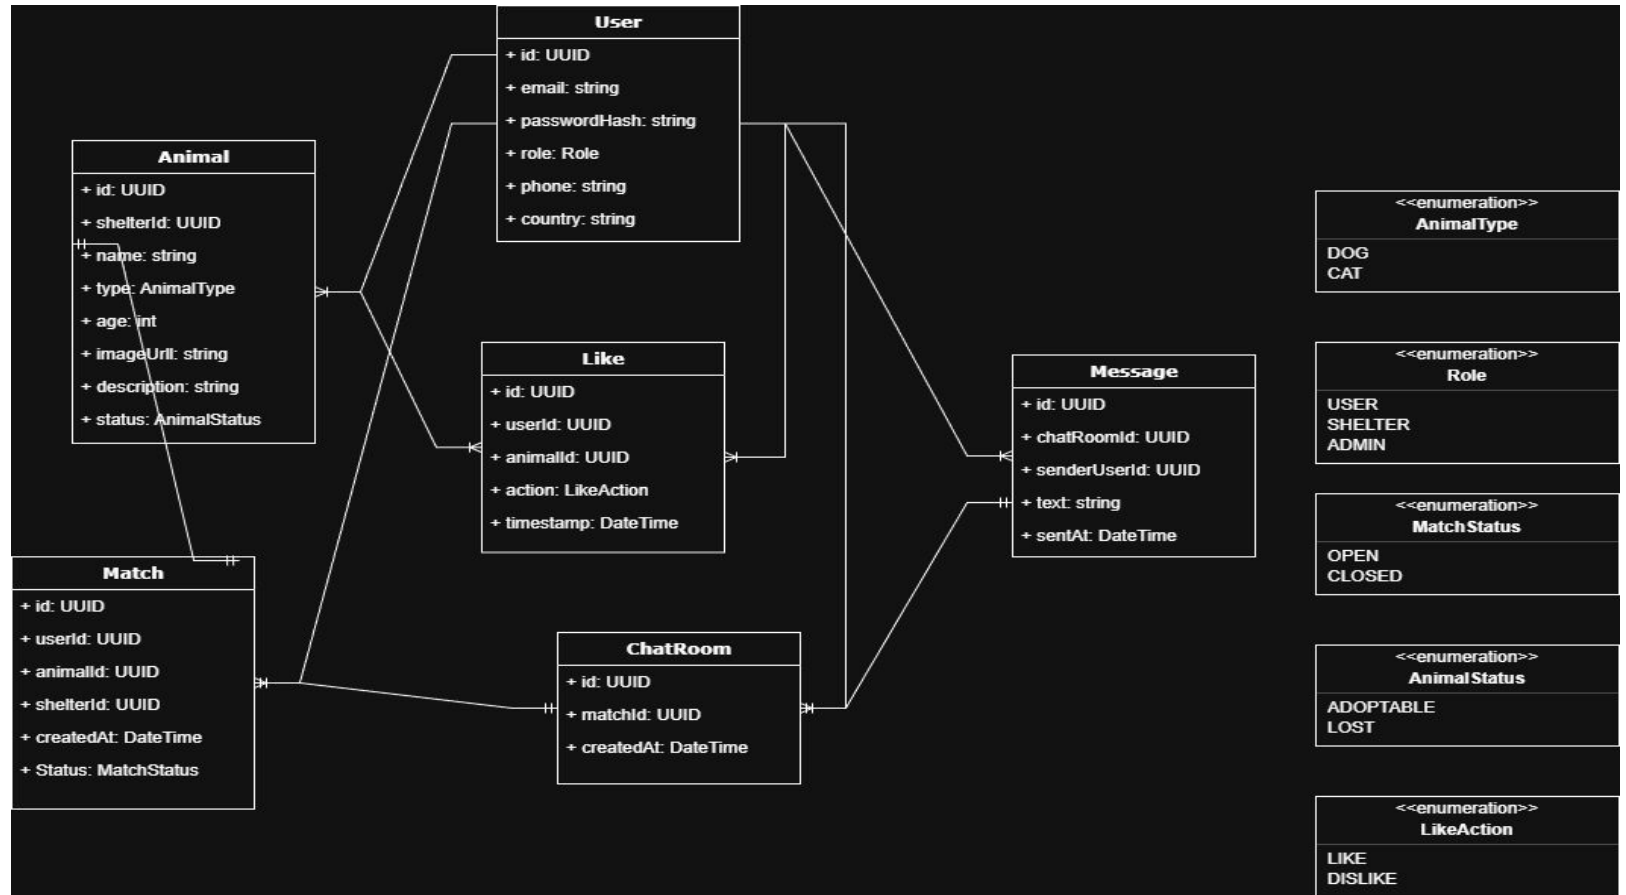 User
+ id: UUID
+ email: string
+ passwordHash: string
+ role: Role
+ phone: string
+ country: string
Animal
+ id: UUID
+ shelterId: UUID
+ name: string
+ type: AnimalType
+ age: int
+ imageUrll: string
+ description: string
+ status: AnimalStatus
Like
+ id: UUID
+ userId: UUID
+ animalId: UUID
+ action: LikeAction
+ timestamp: DateTime
Message
+ id: UUID
+ chatRoomId: UUID
+ senderUserId: UUID
+ text: string
+ sentAt: DateTime
Match
+ id: UUID
+ userId: UUID
+ animalId: UUID
+ shelterId: UUID
+ createdAt: DateTime
+ Status: MatchStatus
ChatRoom
+ id: UUID
+ matchId: UUID
+ createdAt: DateTime
<<enumeration>>
AnimalType
DOG
CAT
<<enumeration>>
Role
USER
SHELTER
ADMIN
<<enumeration>>
MatchStatus
OPEN
CLOSED
<<enumeration>>
AnimalStatus
ADOPTABLE
LOST
<<enumeration>>
LikeAction
LIKE
DISLIKE